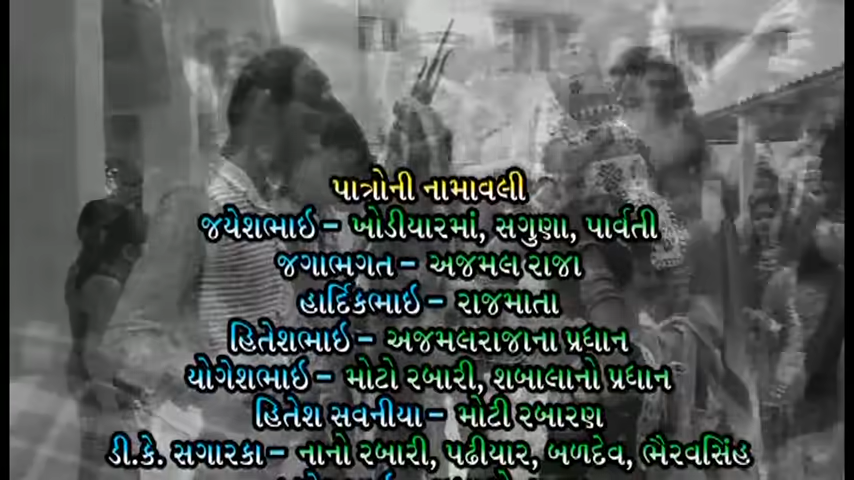 પાત્રોની નામાવલી
જયેશભાઇ – ખોડીયારમાં, સગુણા, પાર્વતી
જગાભગત – અજમલ રાજા
હાર્દિકભાઇ – રાજમાતા
હિતેશભાઇ – અજમલરાજાના પ્રધાન
યોગેશભાઇ – મોટો રબારી, શબાલાનો પ્રધાન
હિતેશ સવનીયા – મોટી રબારણ
ડી.કે. સગારકા – નાનો રબારી, પઢીયાર, બળદેવ, ભૈરવસિંહ